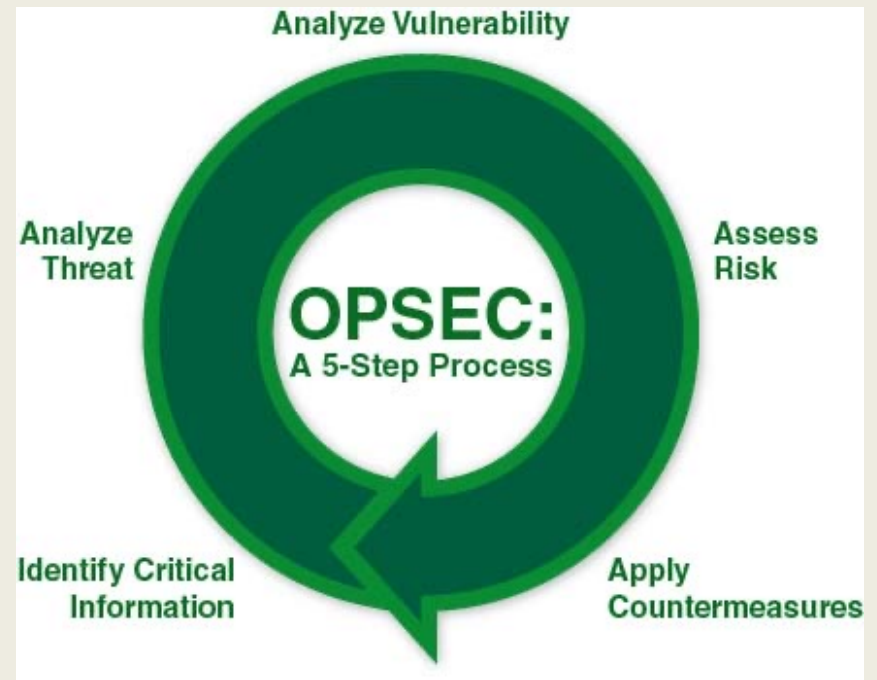 Analyze Vulnerability
Analyze
Threat
Assess
Risk
OPSEC:
A 5-Step Process
Identify Critical
Information
Apply
Countermeasures